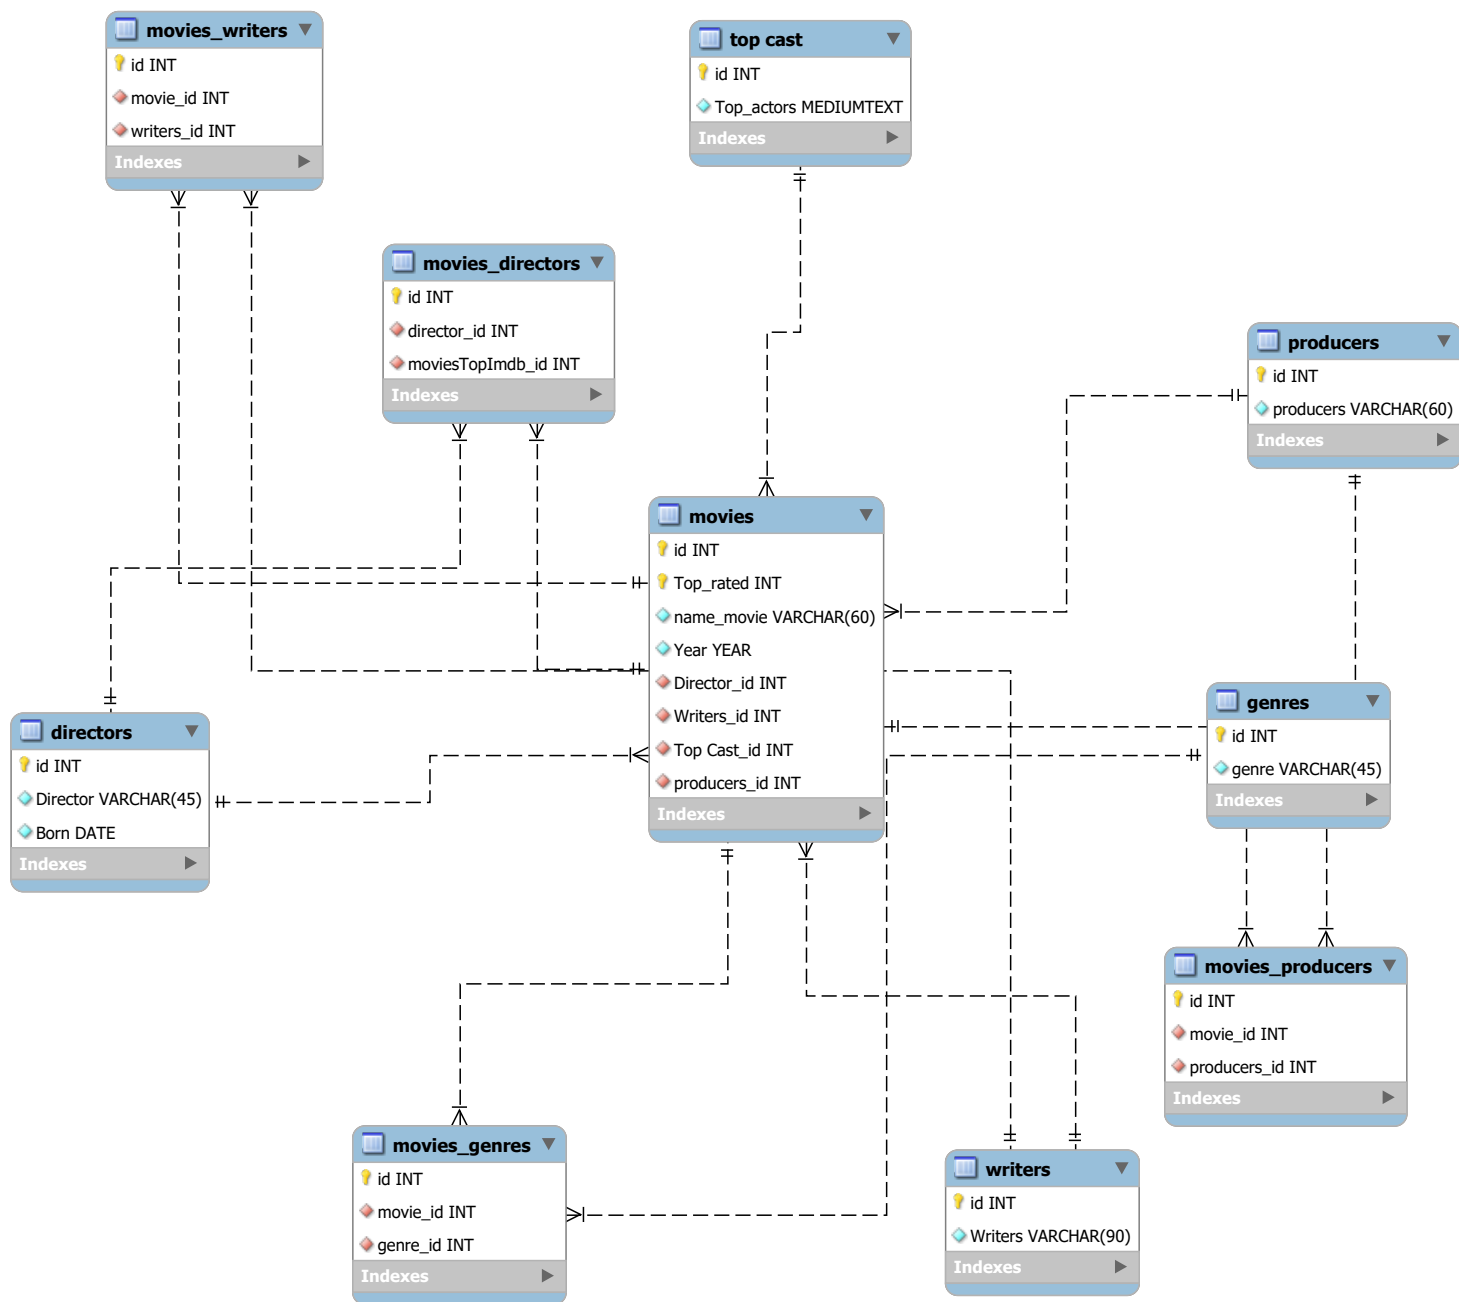 movies_writers
id INT
movie_id INT
writers_id INT
Indexes
top cast
id INT
Top_actors MEDIUMTEXT
Indexes
movies_directors
id INT
director_id INT
moviesTopImdb_id INT
Indexes
producers
id INT
producers VARCHAR(60)
Indexes
movies
id INT
Top_rated INT
name_movie VARCHAR(60)
Year YEAR
Director_id INT
Writers_id INT
Top Cast_id INT
producers_id INT
Indexes
directors
id INT
Director VARCHAR(45)
Born DATE
Indexes
genres
id INT
genre VARCHAR(45)
Indexes
movies_producers
id INT
movie_id INT
producers_id INT
Indexes
movies_genres
id INT
movie_id INT
genre_id INT
Indexes
writers
id INT
Writers VARCHAR(90)
Indexes